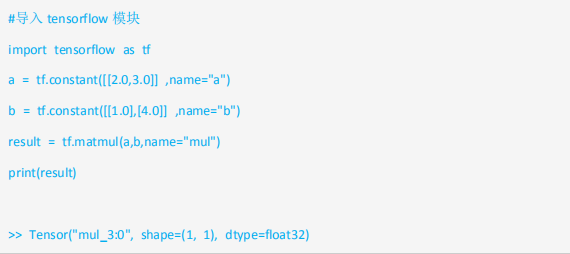 #导入 tensorflow 模块
import tensorflow as tf
a = tf.constant([[2.0,3.0]] ,name="a")
b = tf.constant([[1.0],[4.0]] ,name="b")
result = tf.matmul(a,b,name="mul")
print(result)
>> Tensor("mul_3:0", shape=(1, 1), dtype=float32)